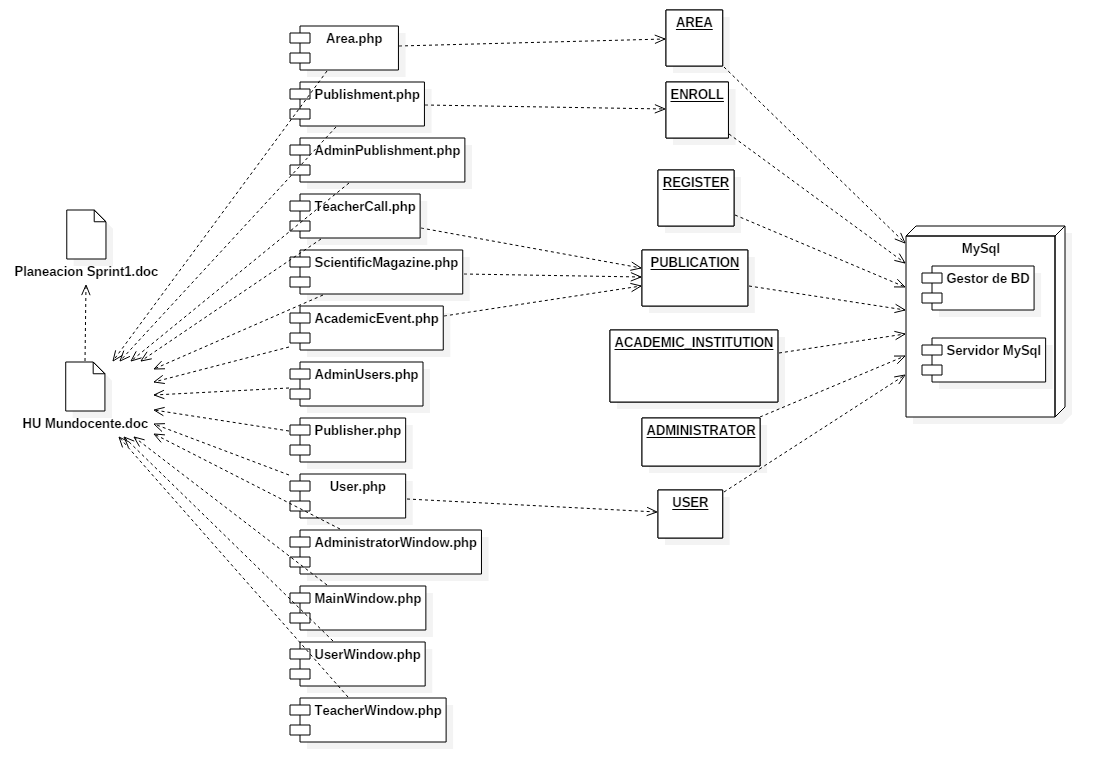 Planeacion Sprint1.doc
HU Mundocente.doc
Area.php
Publishment.php
AdminPublishment.php
TeacherCall.php
ScientificMagazine.php
AcademicEvent.php
AdminUsers.php
Publisher.php
User.php
AdministratorWindow.php
MainWindow.php
UserWindow.php
TeacherWindow.php
AREA
ENROLL
REGISTER
PUBLICATION
ACADEMIC_INSTITUTION
ADMINISTRATOR
USER
MySql
Gestor de BD
Servidor MySql